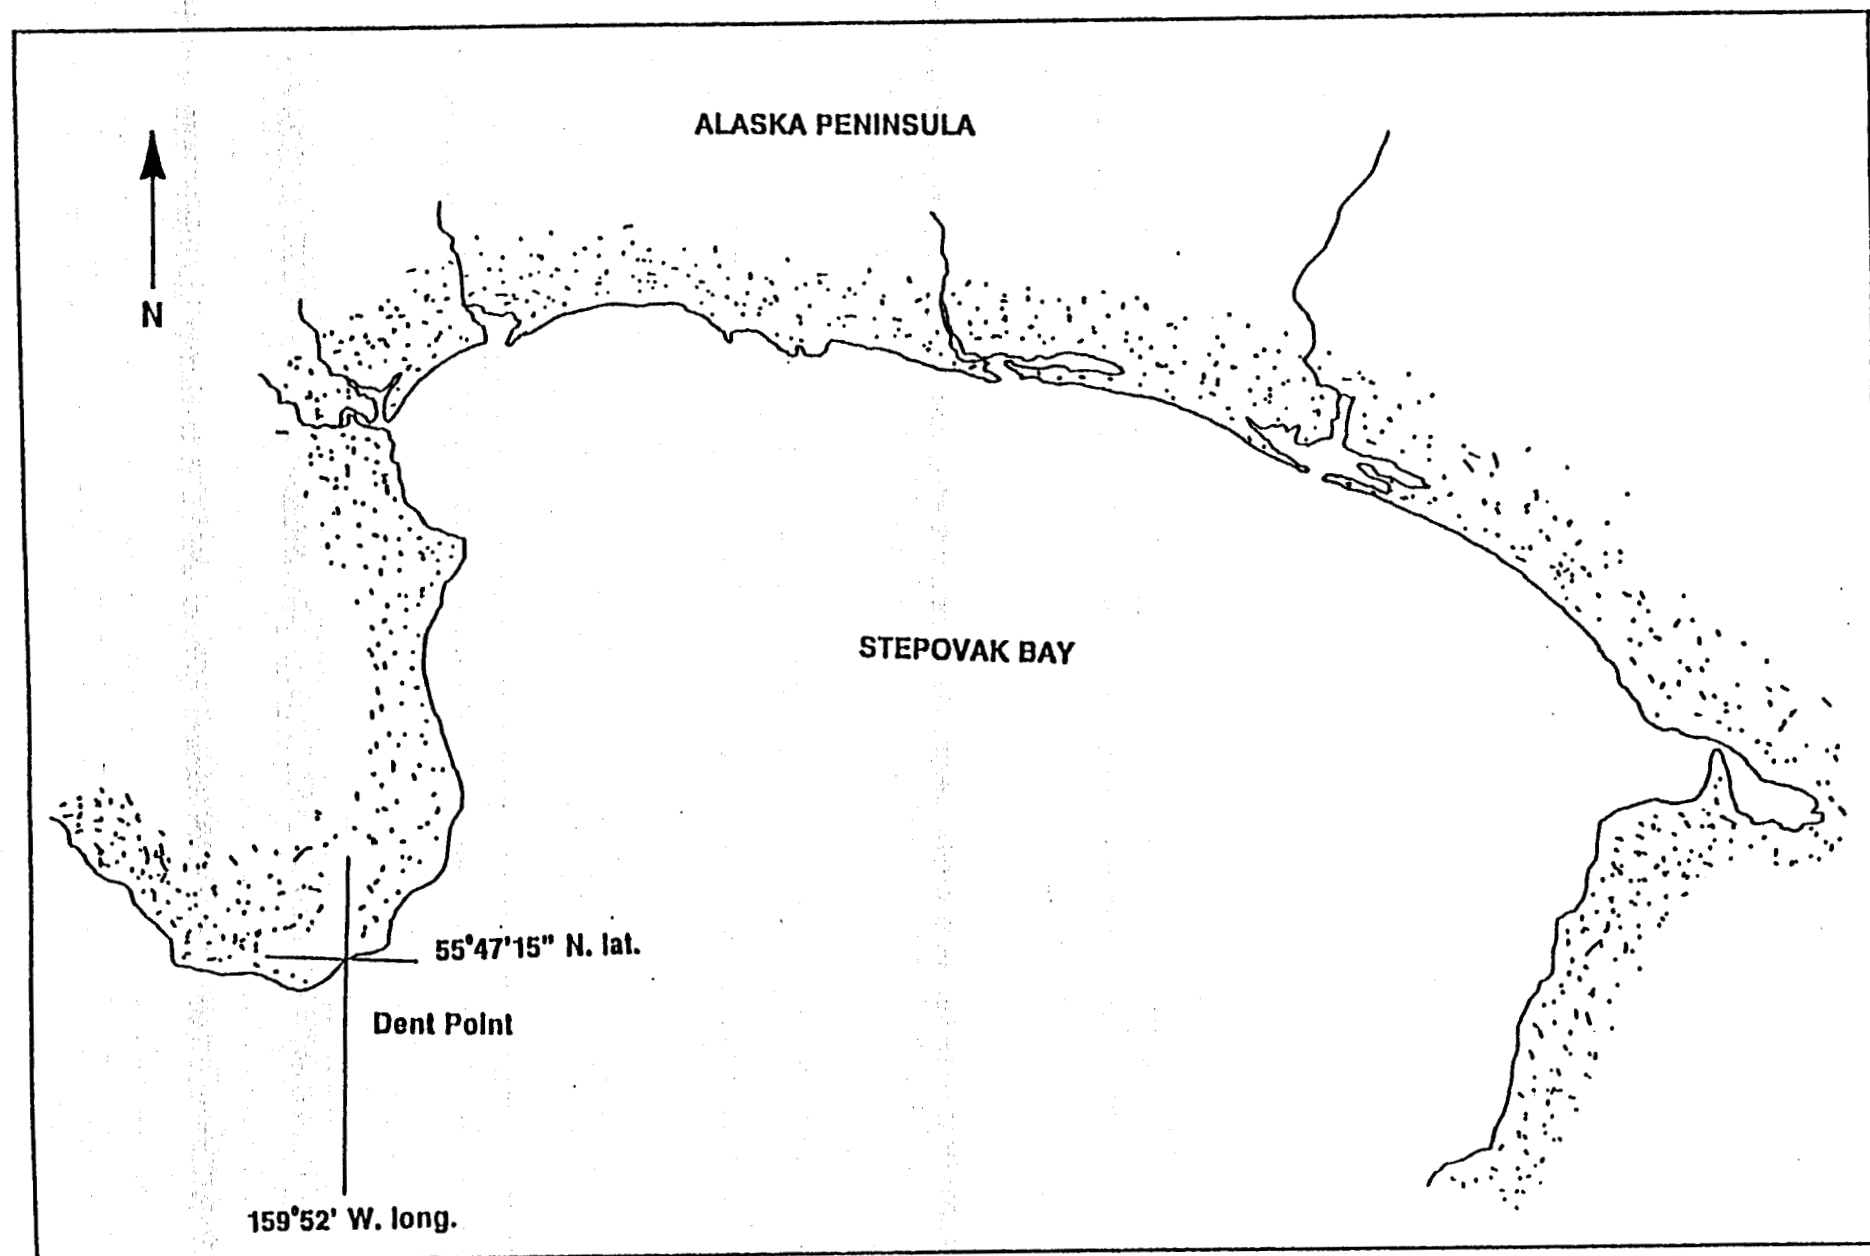 ALASKA PENINSULA
N
STEPOVAK BAY
55°47'15" N. lat.
Dent Point
159°52' W. long.